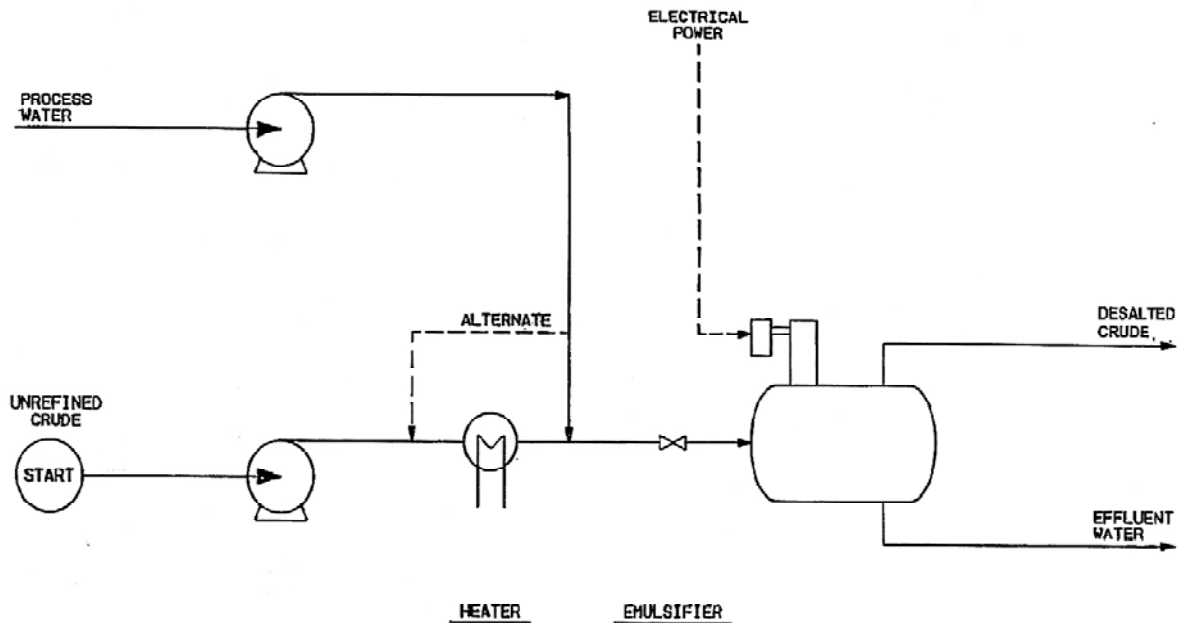 ELECTRICAL
POWER
PROCESS
WATER
ALTERNATE
DESALTED
CRUDE
UNREFINED
CRUDE
START
EFFLUENT
WATER
HEATER
EMULSIFIER